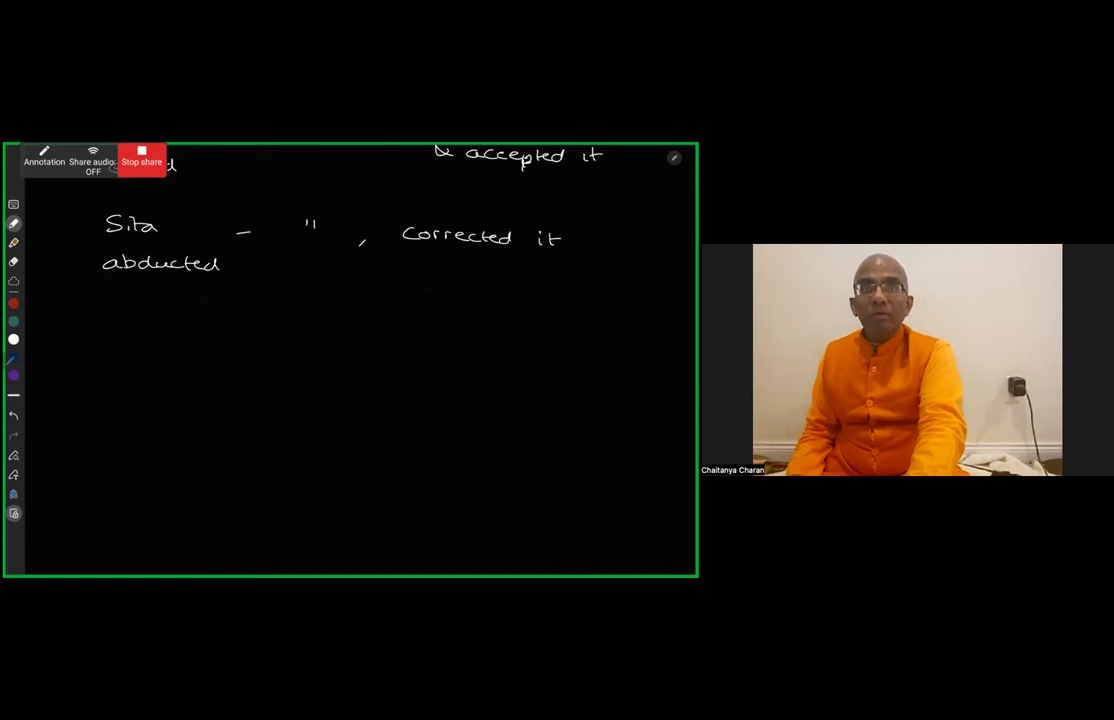 & accepted it
Annotation Share audio: OFF Stop share
d
Sita - " , corrected it
abducted
Chaitanya Charan